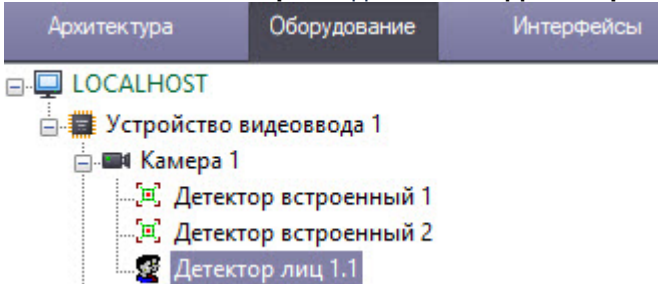 Архитектура Оборудование Интерфейсы
LOCALHOST
Устройство видеоввода 1
Камера 1
Детектор встроенный 1
Детектор встроенный 2
Детектор лиц 1.1